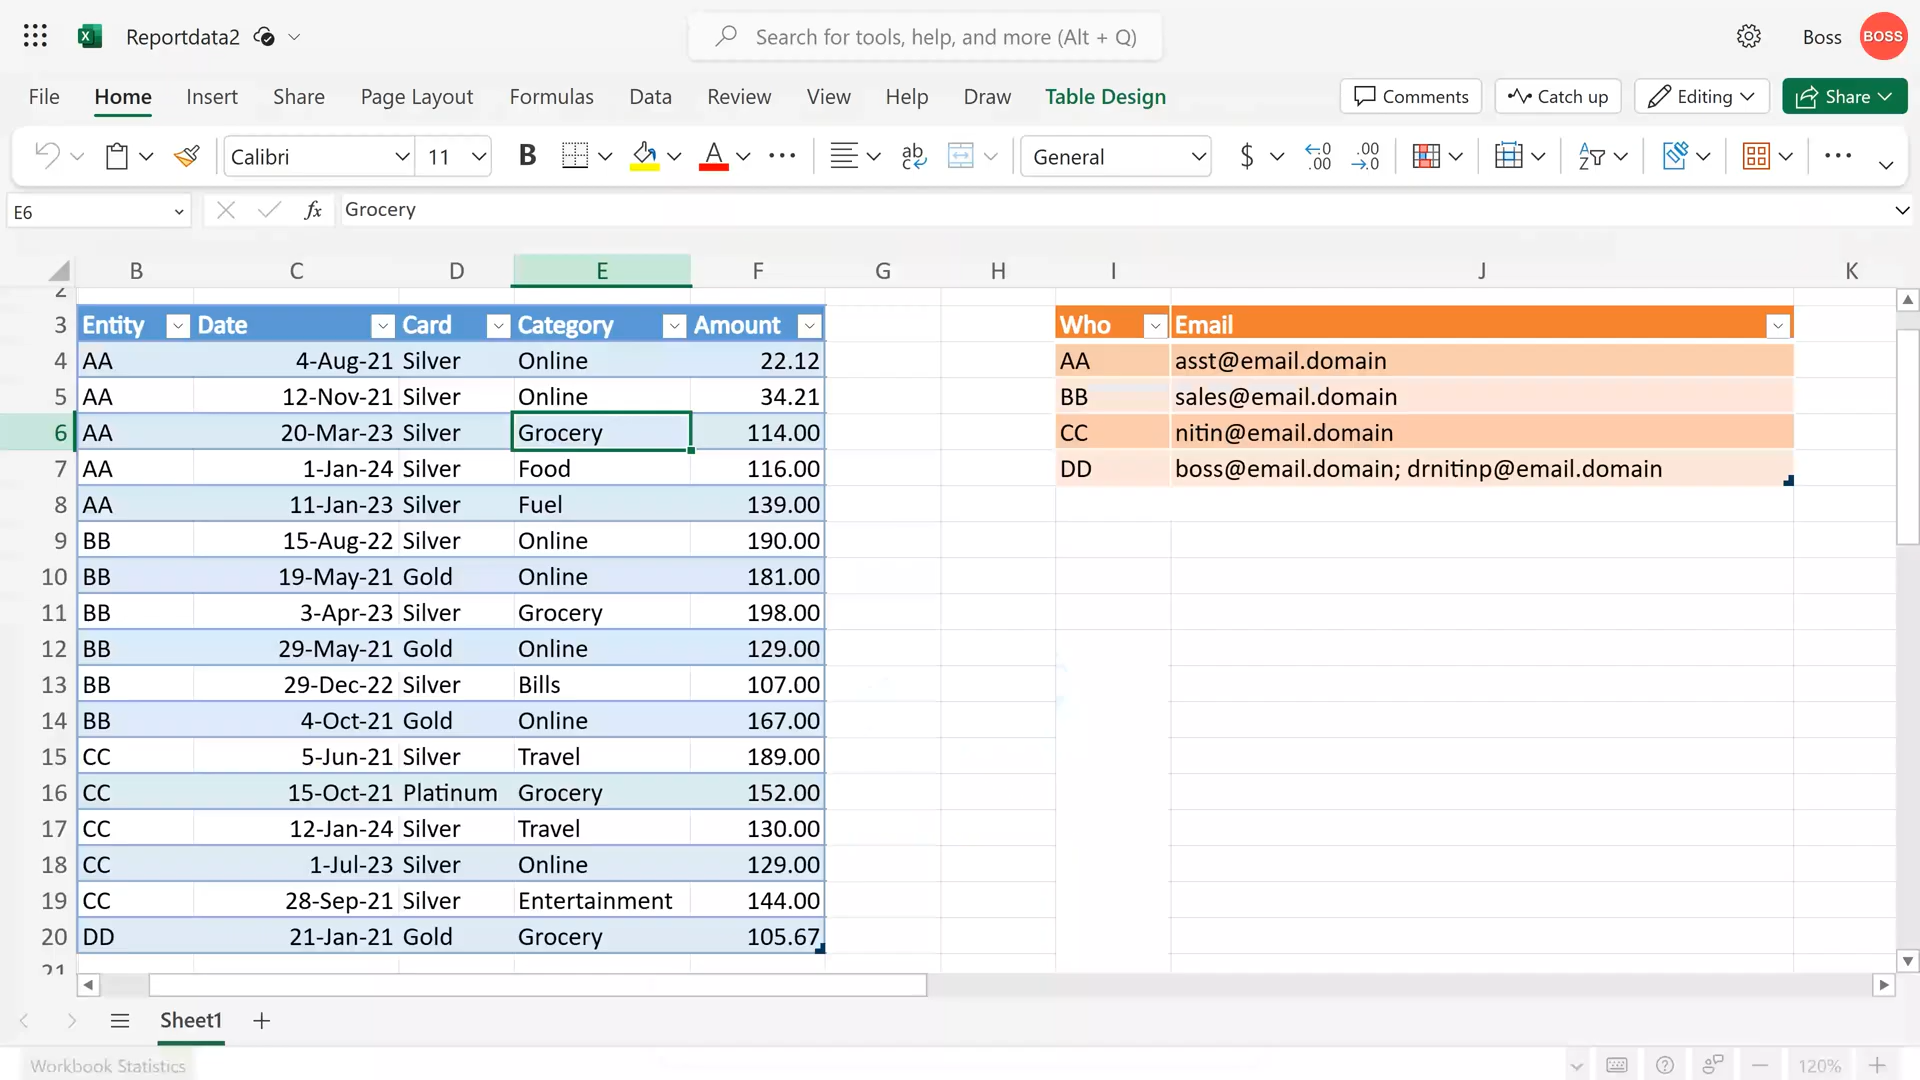 Reportdata2
Search for tools, help, and more (Alt + Q)
Boss
BOSS
File Home Insert Share Page Layout Formulas Data Review View Help Draw Table Design
Comments Catch up Editing Share
Calibri 11 B A ab c General $ .0 .00 .00 .0 A Z
E6 fx Grocery
B C D E F G H I J K
2
3 Entity Date Card Category Amount Who Email
4 AA 4-Aug-21 Silver Online 22.12 AA asst@email.domain
5 AA 12-Nov-21 Silver Online 34.21 BB sales@email.domain
6 AA 20-Mar-23 Silver Grocery 114.00 CC nitin@email.domain
7 AA 1-Jan-24 Silver Food 116.00 DD boss@email.domain; drnitinp@email.domain
8 AA 11-Jan-23 Silver Fuel 139.00
9 BB 15-Aug-22 Silver Online 190.00
10 BB 19-May-21 Gold Online 181.00
11 BB 3-Apr-23 Silver Grocery 198.00
12 BB 29-May-21 Gold Online 129.00
13 BB 29-Dec-22 Silver Bills 107.00
14 BB 4-Oct-21 Gold Online 167.00
15 CC 5-Jun-21 Silver Travel 189.00
16 CC 15-Oct-21 Platinum Grocery 152.00
17 CC 12-Jan-24 Silver Travel 130.00
18 CC 1-Jul-23 Silver Online 129.00
19 CC 28-Sep-21 Silver Entertainment 144.00
20 DD 21-Jan-21 Gold Grocery 105.67
21
Sheet1
Workbook Statistics 120%